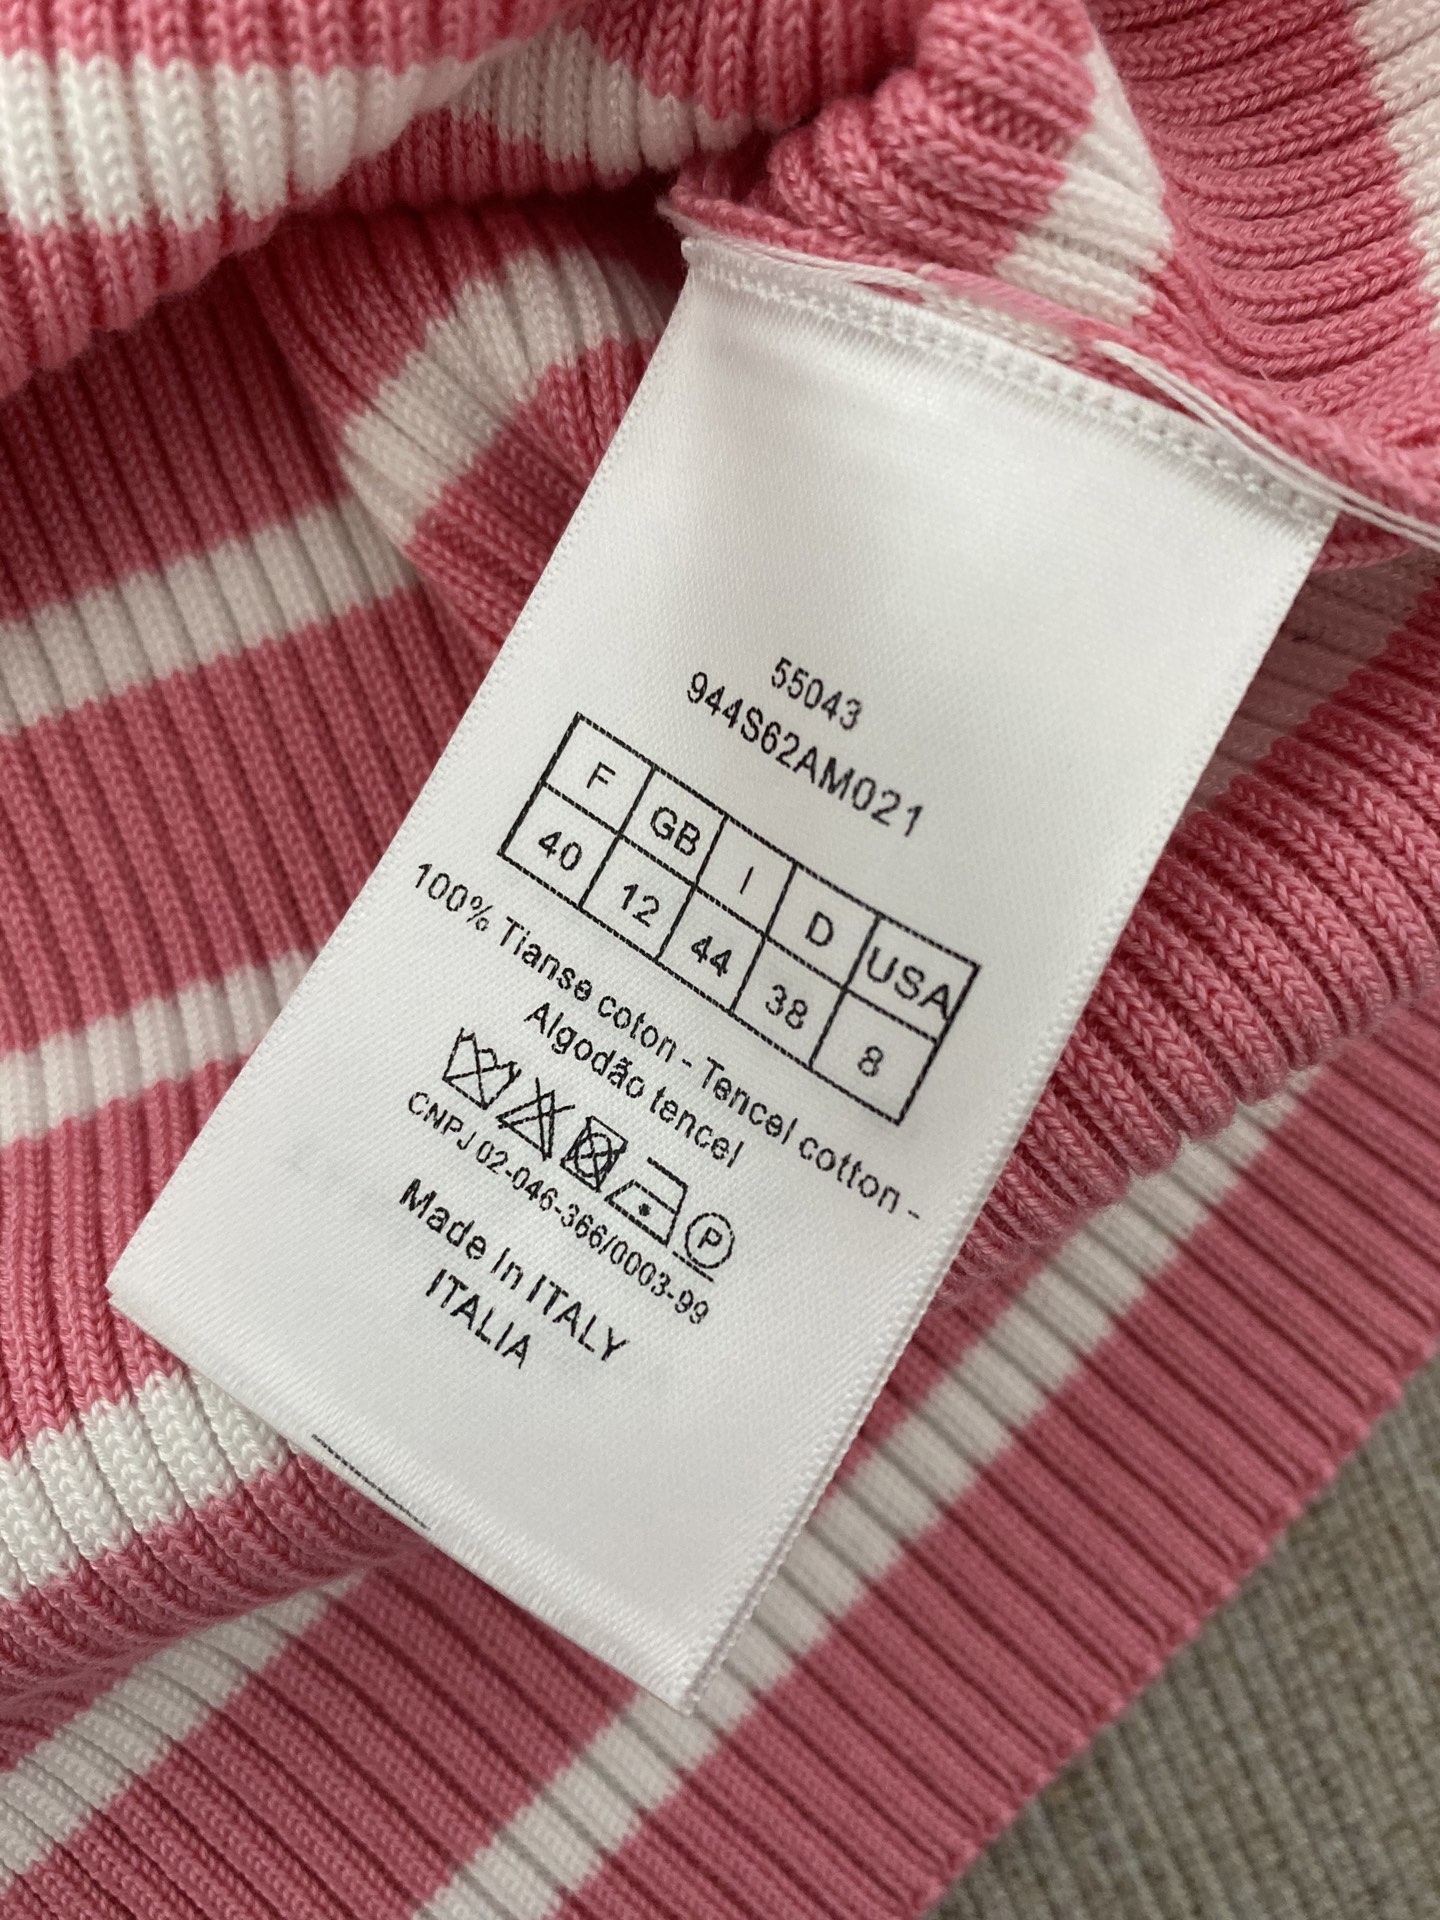 55043
944S62AM021
F GB I D USA
40 12 44 38 8
100% Tianse coton - Tencel cotton -
Algodão tencel
P
CNPJ 02-046-366/0003-99
Made in ITALY
ITALIA